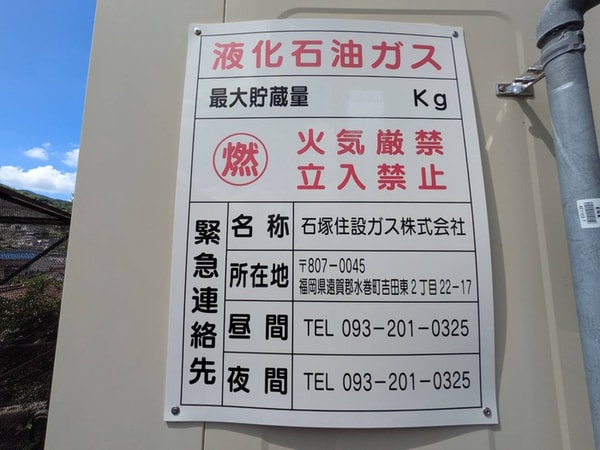 液化石油ガス
最大貯蔵量 Kg
燃
火気厳禁
立入禁止
緊急連絡先
名称 石塚住設ガス株式会社
所在地 〒807-0045
福岡県遠賀郡水巻町吉田東2丁目22-17
昼間 TEL 093-201-0325
夜間 TEL 093-201-0325